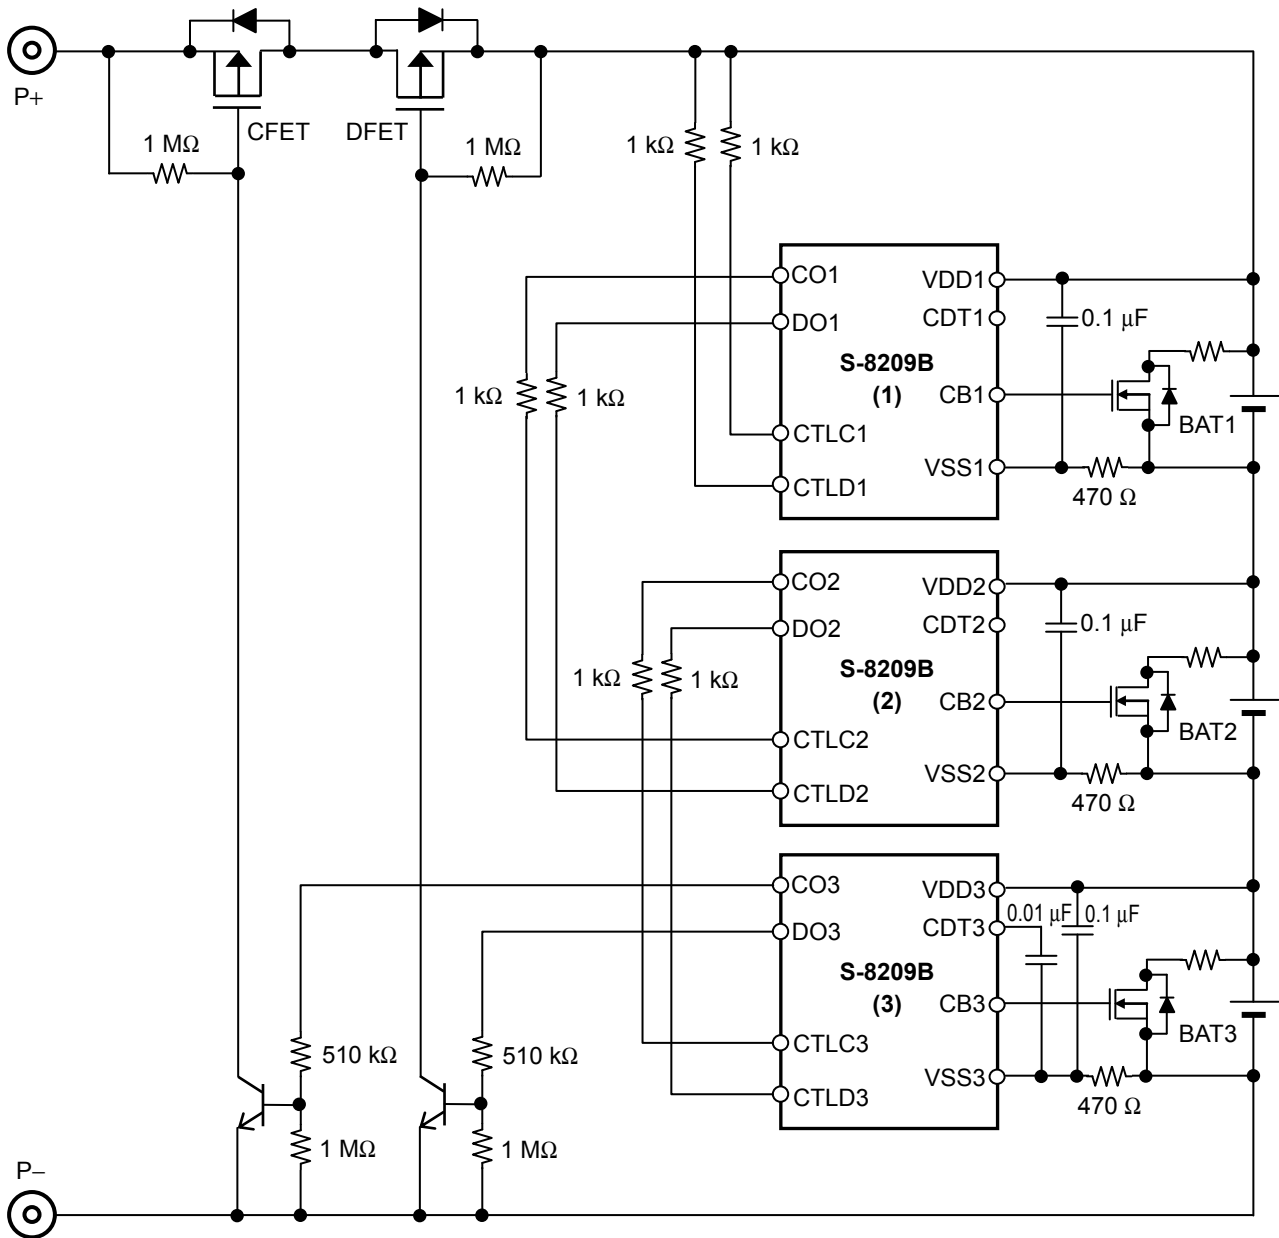 P+
CFET
DFET
1 MΩ
1 MΩ
1 kΩ
1 kΩ
CO1
VDD1
DO1
CDT1
0.1 μF
S-8209B
(1)
CB1
BAT1
1 kΩ
1 kΩ
CTLC1
VSS1
CTLD1
470 Ω
CO2
VDD2
DO2
CDT2
0.1 μF
S-8209B
(2)
1 kΩ
1 kΩ
CB2
BAT2
CTLC2
VSS2
CTLD2
470 Ω
CO3
VDD3
0.01 μF
0.1 μF
DO3
CDT3
S-8209B
(3)
CB3
BAT3
510 kΩ
510 kΩ
CTLC3
VSS3
CTLD3
470 Ω
1 MΩ
1 MΩ
P−